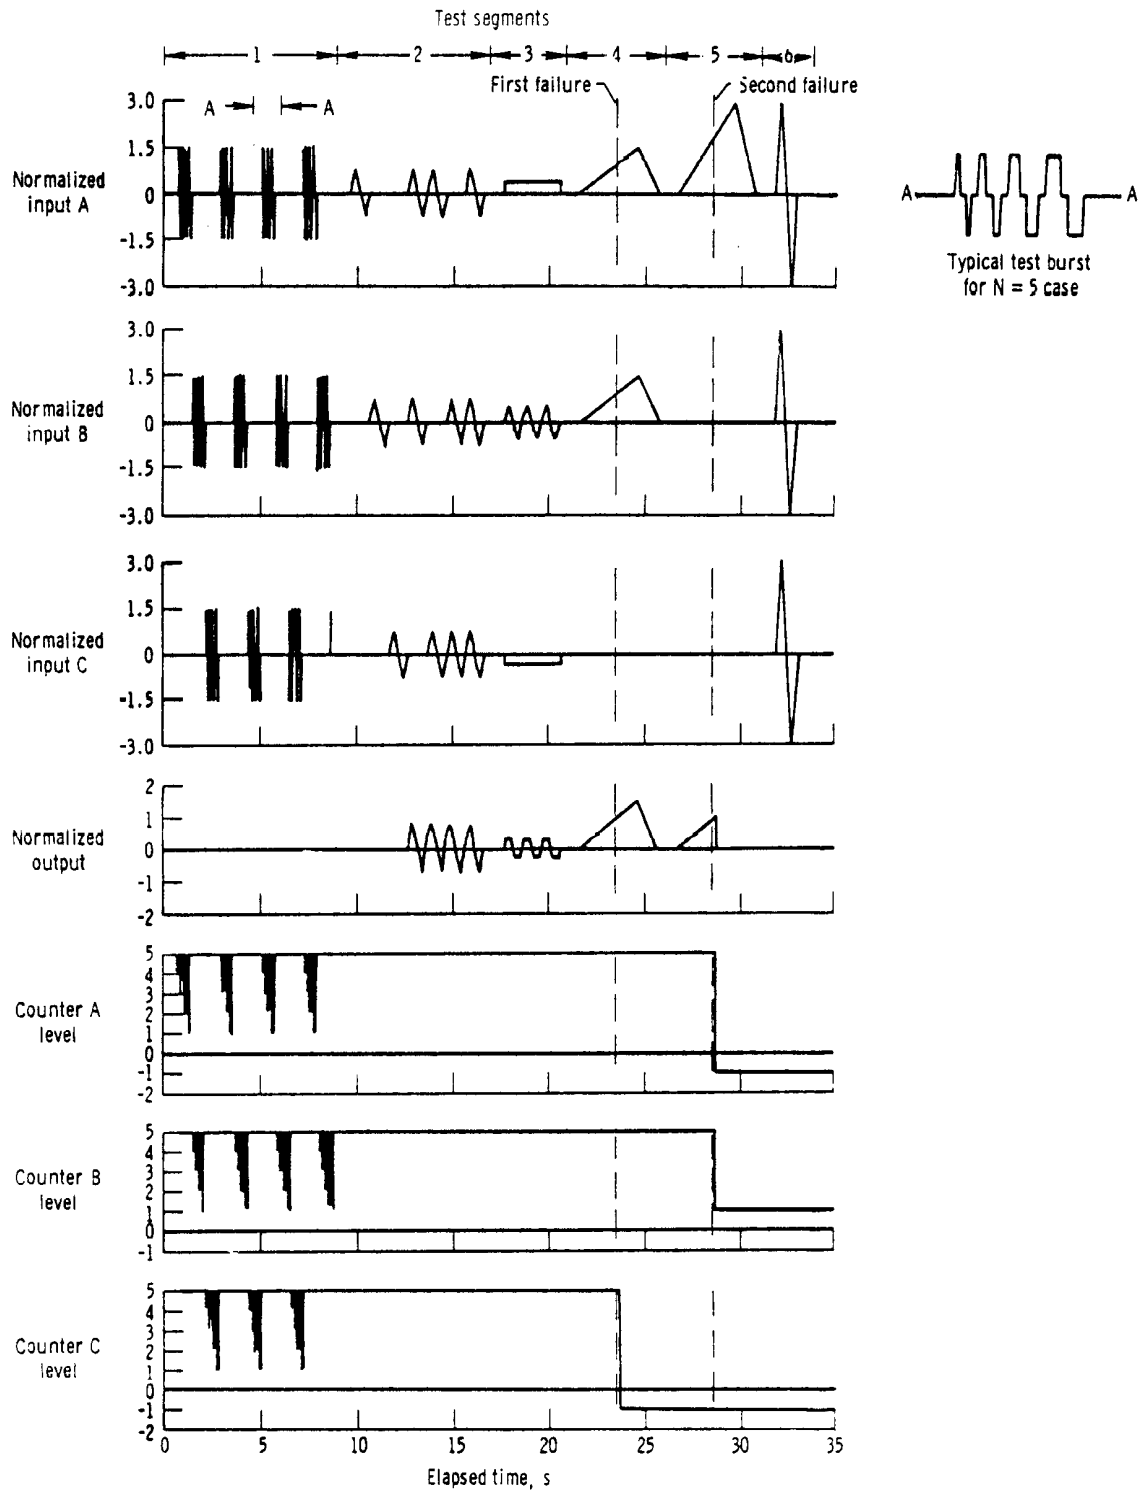 Test segments
1 2 3 4 5 6
First failure
Second failure
A A
3.0
1.5
0
-1.5
-3.0
Normalized
input A
A A
Typical test burst
for N = 5 case
3.0
1.5
0
-1.5
-3.0
Normalized
input B
3.0
1.5
0
-1.5
-3.0
Normalized
input C
2
1
0
-1
-2
Normalized
output
5
4
3
2
1
0
-1
-2
Counter A
level
5
4
3
2
1
0
-1
Counter B
level
5
4
3
2
1
0
-1
-2
Counter C
level
0 5 10 15 20 25 30 35
Elapsed time, s